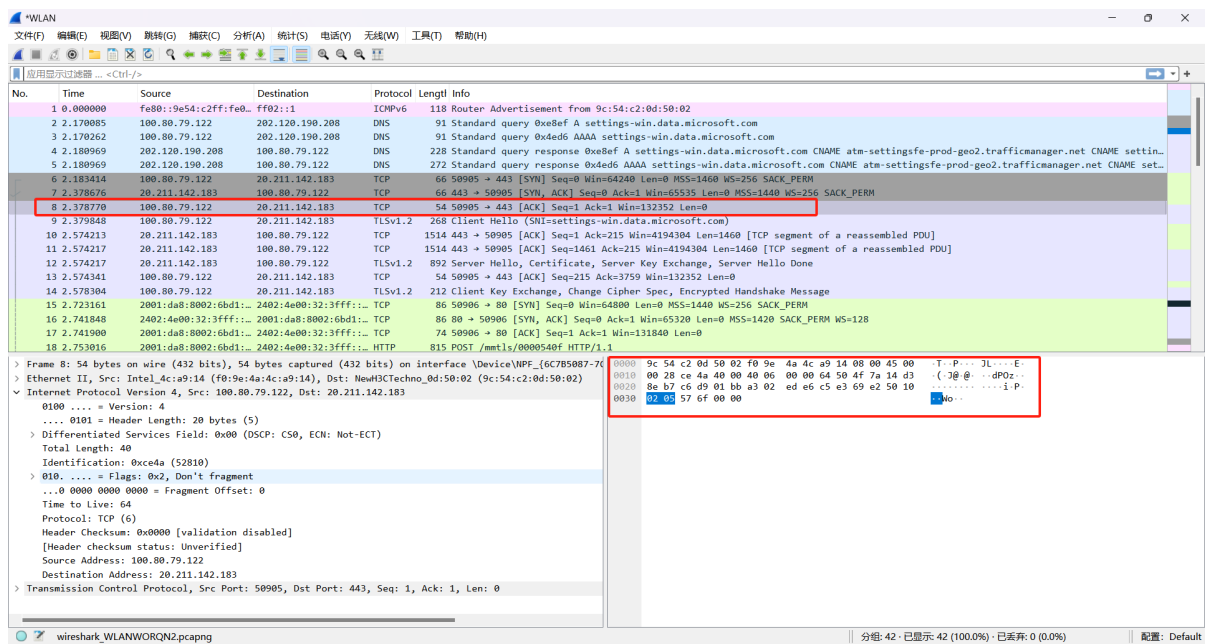 *WLAN
文件(F) 编辑(E) 视图(V) 跳转(G) 捕获(C) 分析(A) 统计(S) 电话(Y) 无线(W) 工具(T) 帮助(H)
应用显示过滤器 … <Ctrl-/>
No. Time Source Destination Protocol Lengtl Info
1 0.000000 fe80::9e54:c2ff:fe0… ff02::1 ICMPv6 118 Router Advertisement from 9c:54:c2:0d:50:02
2 2.170085 100.80.79.122 202.120.190.208 DNS 91 Standard query 0xe8ef A settings-win.data.microsoft.com
3 2.170262 100.80.79.122 202.120.190.208 DNS 91 Standard query 0x4ed6 AAAA settings-win.data.microsoft.com
4 2.180969 202.120.190.208 100.80.79.122 DNS 228 Standard query response 0xe8ef A settings-win.data.microsoft.com CNAME atm-settingsfe-prod-geo2.trafficmanager.net CNAME settin…
5 2.180969 202.120.190.208 100.80.79.122 DNS 272 Standard query response 0x4ed6 AAAA settings-win.data.microsoft.com CNAME atm-settingsfe-prod-geo2.trafficmanager.net CNAME set…
6 2.183414 100.80.79.122 20.211.142.183 TCP 66 50905 → 443 [SYN] Seq=0 Win=64240 Len=0 MSS=1460 WS=256 SACK_PERM
7 2.378676 20.211.142.183 100.80.79.122 TCP 66 443 → 50905 [SYN, ACK] Seq=0 Ack=1 Win=65535 Len=0 MSS=1440 WS=256 SACK_PERM
8 2.378770 100.80.79.122 20.211.142.183 TCP 54 50905 → 443 [ACK] Seq=1 Ack=1 Win=132352 Len=0
9 2.379848 100.80.79.122 20.211.142.183 TLSv1.2 268 Client Hello (SNI=settings-win.data.microsoft.com)
10 2.574213 20.211.142.183 100.80.79.122 TCP 1514 443 → 50905 [ACK] Seq=1 Ack=215 Win=4194304 Len=1460 [TCP segment of a reassembled PDU]
11 2.574217 20.211.142.183 100.80.79.122 TCP 1514 443 → 50905 [ACK] Seq=1461 Ack=215 Win=4194304 Len=1460 [TCP segment of a reassembled PDU]
12 2.574217 20.211.142.183 100.80.79.122 TLSv1.2 892 Server Hello, Certificate, Server Key Exchange, Server Hello Done
13 2.574341 100.80.79.122 20.211.142.183 TCP 54 50905 → 443 [ACK] Seq=215 Ack=3759 Win=132352 Len=0
14 2.578304 100.80.79.122 20.211.142.183 TLSv1.2 212 Client Key Exchange, Change Cipher Spec, Encrypted Handshake Message
15 2.723161 2001:da8:8002:6bd1:… 2402:4e00:32:3fff::… TCP 86 50906 → 80 [SYN] Seq=0 Win=64800 Len=0 MSS=1440 WS=256 SACK_PERM
16 2.741848 2402:4e00:32:3fff::… 2001:da8:8002:6bd1:… TCP 86 80 → 50906 [SYN, ACK] Seq=0 Ack=1 Win=65320 Len=0 MSS=1420 SACK_PERM WS=128
17 2.741900 2001:da8:8002:6bd1:… 2402:4e00:32:3fff::… TCP 74 50906 → 80 [ACK] Seq=1 Ack=1 Win=131840 Len=0
18 2.753016 2001:da8:8002:6bd1:… 2402:4e00:32:3fff::… HTTP 815 POST /mmtls/0000540f HTTP/1.1
Frame 8: 54 bytes on wire (432 bits), 54 bytes captured (432 bits) on interface \Device\NPF_{6C7B5087-7(
Ethernet II, Src: Intel_4c:a9:14 (f0:9e:4a:4c:a9:14), Dst: NewH3CTechno_0d:50:02 (9c:54:c2:0d:50:02)
Internet Protocol Version 4, Src: 100.80.79.122, Dst: 20.211.142.183
0100 .... = Version: 4
.... 0101 = Header Length: 20 bytes (5)
Differentiated Services Field: 0x00 (DSCP: CS0, ECN: Not-ECT)
Total Length: 40
Identification: 0xce4a (52810)
010. .... = Flags: 0x2, Don't fragment
...0 0000 0000 0000 = Fragment Offset: 0
Time to Live: 64
Protocol: TCP (6)
Header Checksum: 0x0000 [validation disabled]
[Header checksum status: Unverified]
Source Address: 100.80.79.122
Destination Address: 20.211.142.183
Transmission Control Protocol, Src Port: 50905, Dst Port: 443, Seq: 1, Ack: 1, Len: 0
0000 9c 54 c2 0d 50 02 f0 9e 4a 4c a9 14 08 00 45 00 ·T··P··· JL····E·
0010 00 28 ce 4a 40 00 40 06 00 00 64 50 4f 7a 14 d3 ·(·J@·@· ··dPOz··
0020 8e b7 c6 d9 01 bb a3 02 ed e6 c5 e3 69 e2 50 10 ········ ····i·P·
0030 02 05 57 6f 00 00 ··Wo··
wireshark_WLANWORQN2.pcapng
分组: 42 · 已显示: 42 (100.0%) · 已丢弃: 0 (0.0%)
配置: Default